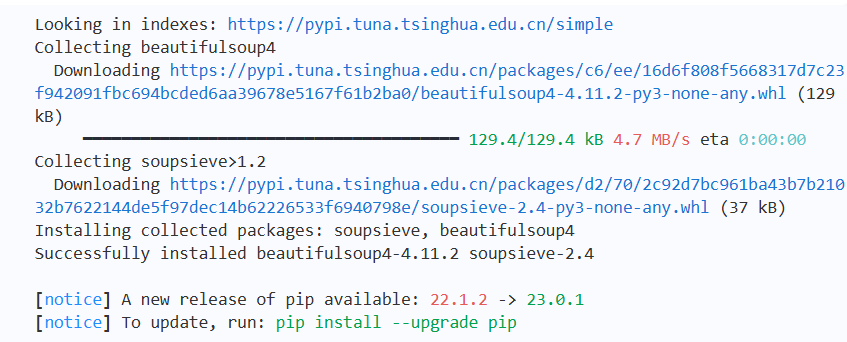 Looking in indexes: https://pypi.tuna.tsinghua.edu.cn/simple
Collecting beautifulsoup4
Downloading https://pypi.tuna.tsinghua.edu.cn/packages/c6/ee/16d6f808f5668317d7c23
f942091fbc694bcded6aa39678e5167f61b2ba0/beautifulsoup4-4.11.2-py3-none-any.whl (129
kB)
129.4/129.4 kB 4.7 MB/s eta 0:00:00
Collecting soupsieve>1.2
Downloading https://pypi.tuna.tsinghua.edu.cn/packages/d2/70/2c92d7bc961ba43b7b210
32b7622144de5f97dec14b62226533f6940798e/soupsieve-2.4-py3-none-any.whl (37 kB)
Installing collected packages: soupsieve, beautifulsoup4
Successfully installed beautifulsoup4-4.11.2 soupsieve-2.4
[notice] A new release of pip available: 22.1.2 -> 23.0.1
[notice] To update, run: pip install --upgrade pip